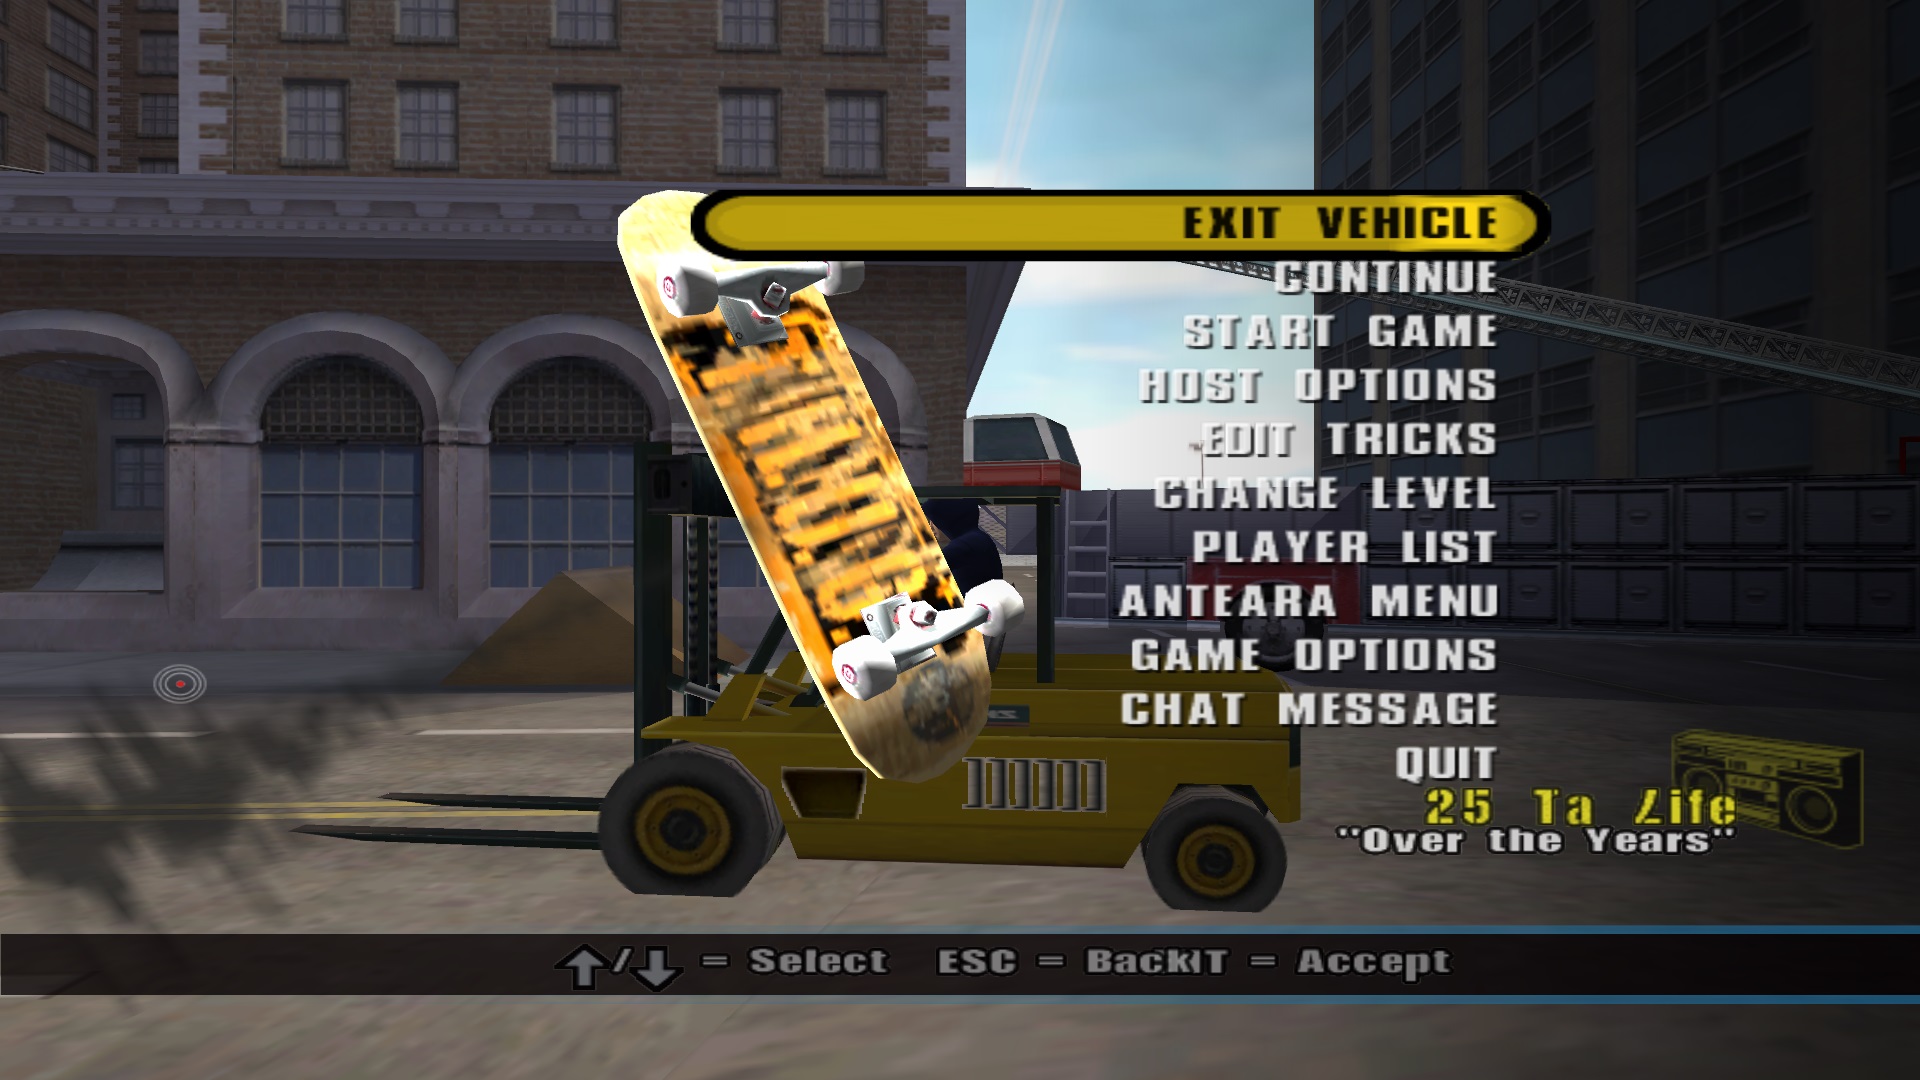 EXIT VEHICLE
CONTINUE
START GAME
HOST OPTIONS
EDIT TRICKS
CHANGE LEVEL
PLAYER LIST
ANTEARA MENU
GAME OPTIONS
CHAT MESSAGE
QUIT
25 Ta Life
"Over the Years"
/ = Select ESC = BackIT = Accept